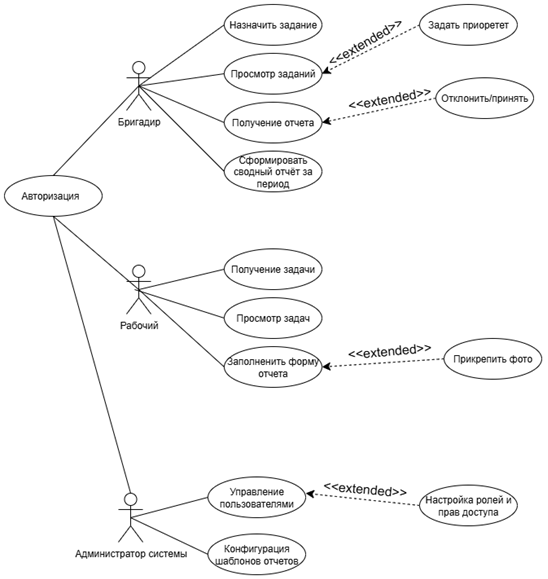 Назначить задание
Просмотр заданий
<<extended>>
Задать приоретет
Бригадир
Получение отчета
<<extended>>
Отклонить/принять
Сформировать
сводный отчёт за
период
Авторизация
Рабочий
Получение задачи
Просмотр задач
Заполненить форму
отчета
<<extended>>
Прикрепить фото
Администратор системы
Управление
пользователями
<<extended>>
Настройка ролей и
прав доступа
Конфигурация
шаблонов отчетов